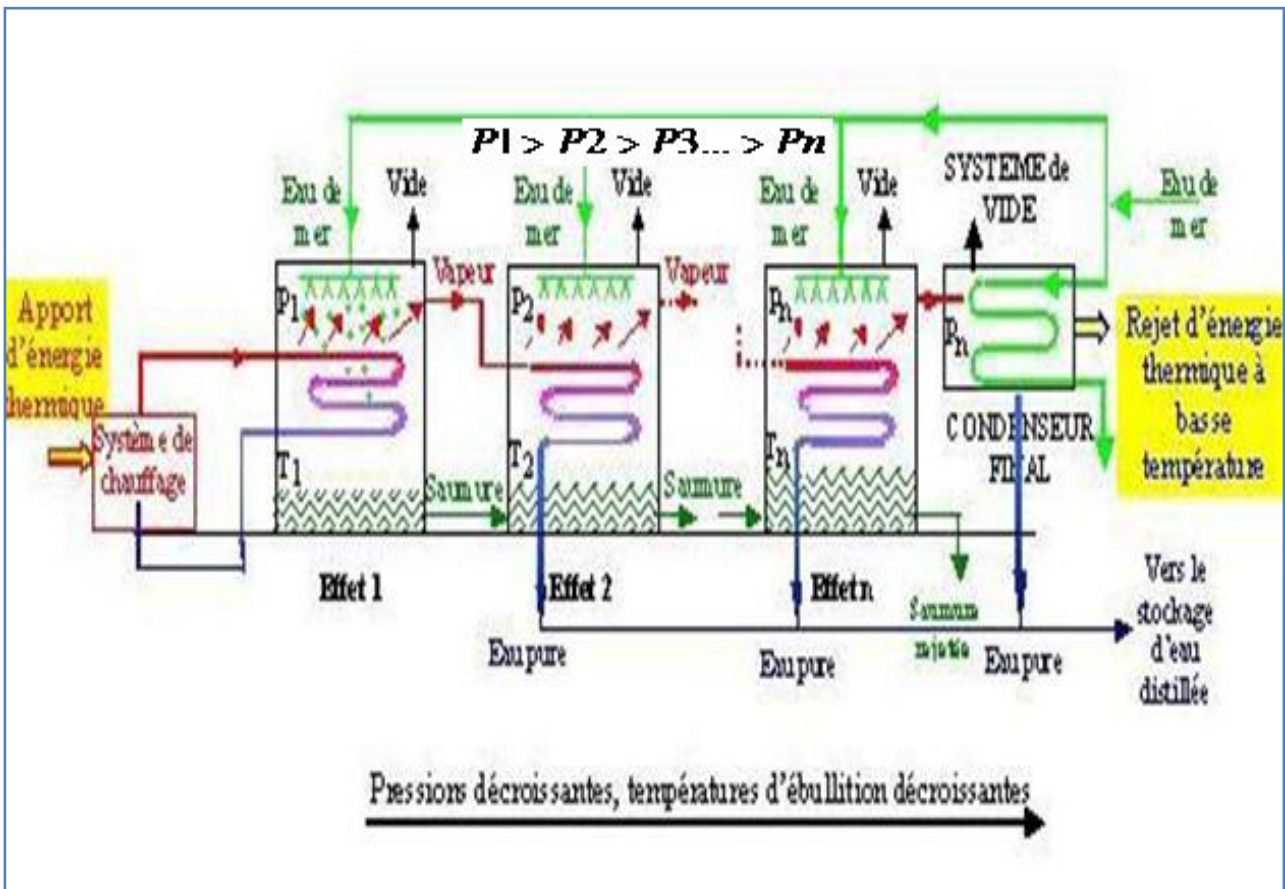 P1 > P2 > P3... > Pn
SYSTEME de
VIDE
Eau de
mer
Eau de
mer
Vide
Eau de
mer
Vide
Eau de
mer
Vide
Vapeur
Vapeur
Apport
d'énergie
thermique
P1
P2
Pn
Pn
Rejet d'énergie
thermique à
basse
température
Système de
chauffage
T1
T2
Tn
CONDENSEUR
FINAL
Saumure
Saumure
Effet 1
Effet 2
Effet n
Saumure
rejetée
Eau pure
Eau pure
Eau pure
Vers le
stockage
d'eau
distillée
Pressions décroissantes, températures d'ébullition décroissantes